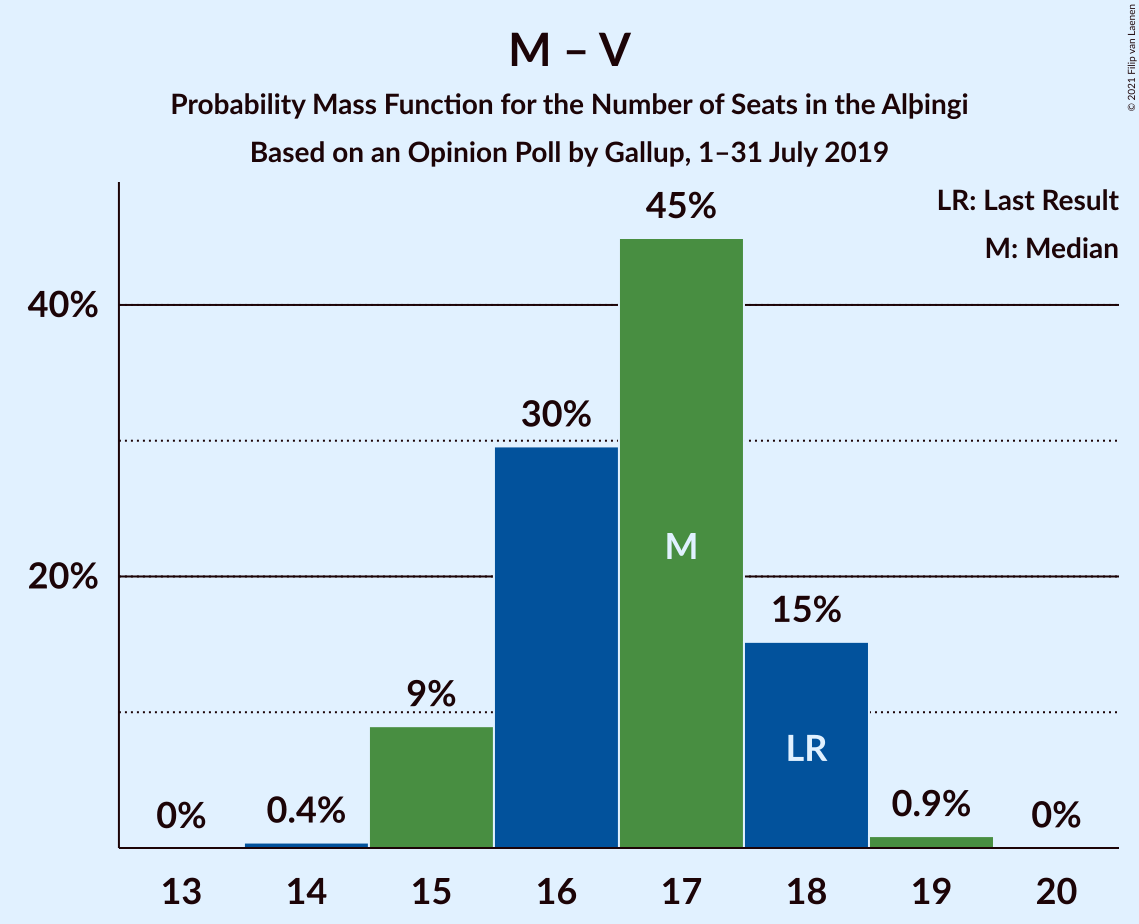 M – V
Probability Mass Function for the Number of Seats in the Alþingi
Based on an Opinion Poll by Gallup, 1–31 July 2019
© 2021 Filip van Laenen
LR: Last Result
M: Median
45%
40%
30%
M
20%
15%
9%
LR
0%
0.4%
0.9%
0%
13
14
15
16
17
18
19
20